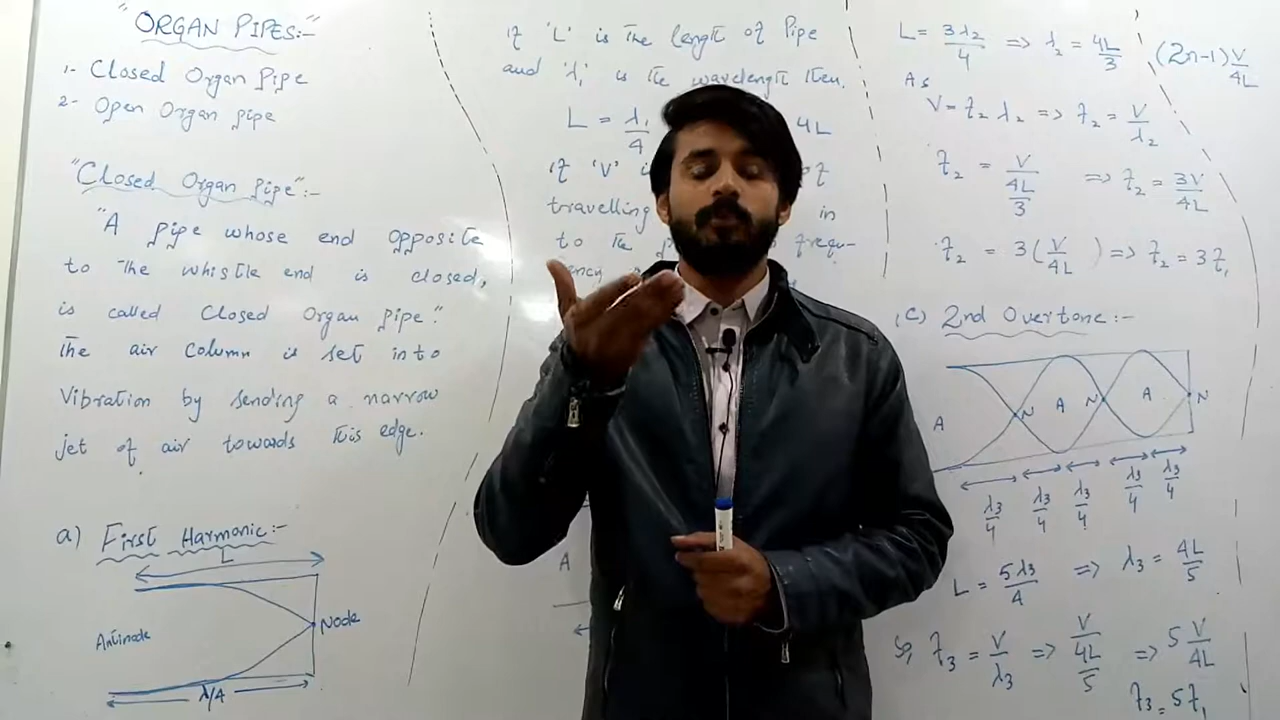 "ORGAN PIPES:-"
1- Closed Organ Pipe
2- Open Organ pipe
"Closed Organ Pipe":-
"A pipe whose end opposite
to the whistle end is closed,
is called Closed Organ pipe."
The air column is set into
vibration by sending a narrow
jet of air towards this edge.
a) First Harmonic:-
L
Antinode
Node
λ/4
If 'L' is the length of Pipe
and 'λ₁' is the wavelength then.
L = λ₁/4 4L
If 'V' of
travelling in
to the frequ-
ency
A
L = 3λ₂/4 => λ₂ = 4L/3 (2n-1)V/4L
As
V = f₂ λ₂ => f₂ = V/λ₂
f₂ = V/(4L/3) => f₂ = 3V/4L
f₂ = 3(V/4L) => f₂ = 3f₁
(C) 2nd Overtone:-
A N A N A N
λ₃/4 λ₃/4 λ₃/4 λ₃/4 λ₃/4
L = 5λ₃/4 => λ₃ = 4L/5
So, f₃ = V/λ₃ => V/(4L/5) => 5 V/4L
f₃ = 5f₁